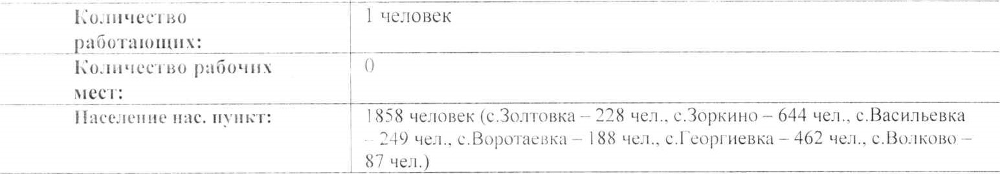 Количество 1 человек
работающих:
Количество рабочих 0
мест:
Население нас. пункт: 1858 человек (с.Золтовка – 228 чел., с.Зоркино – 644 чел., с.Васильевка
– 249 чел., с.Воротаевка – 188 чел., с.Георгиевка – 462 чел., с.Волково –
87 чел.)